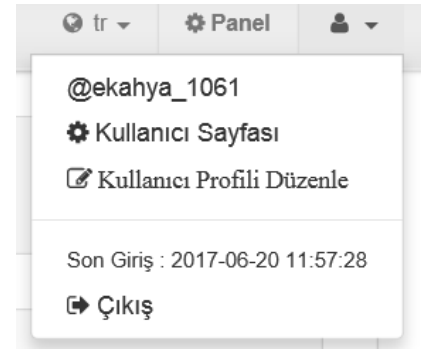 tr Panel
@ekahya_1061
Kullanıcı Sayfası
Kullanıcı Profili Düzenle
Son Giriş : 2017-06-20 11:57:28
Çıkış